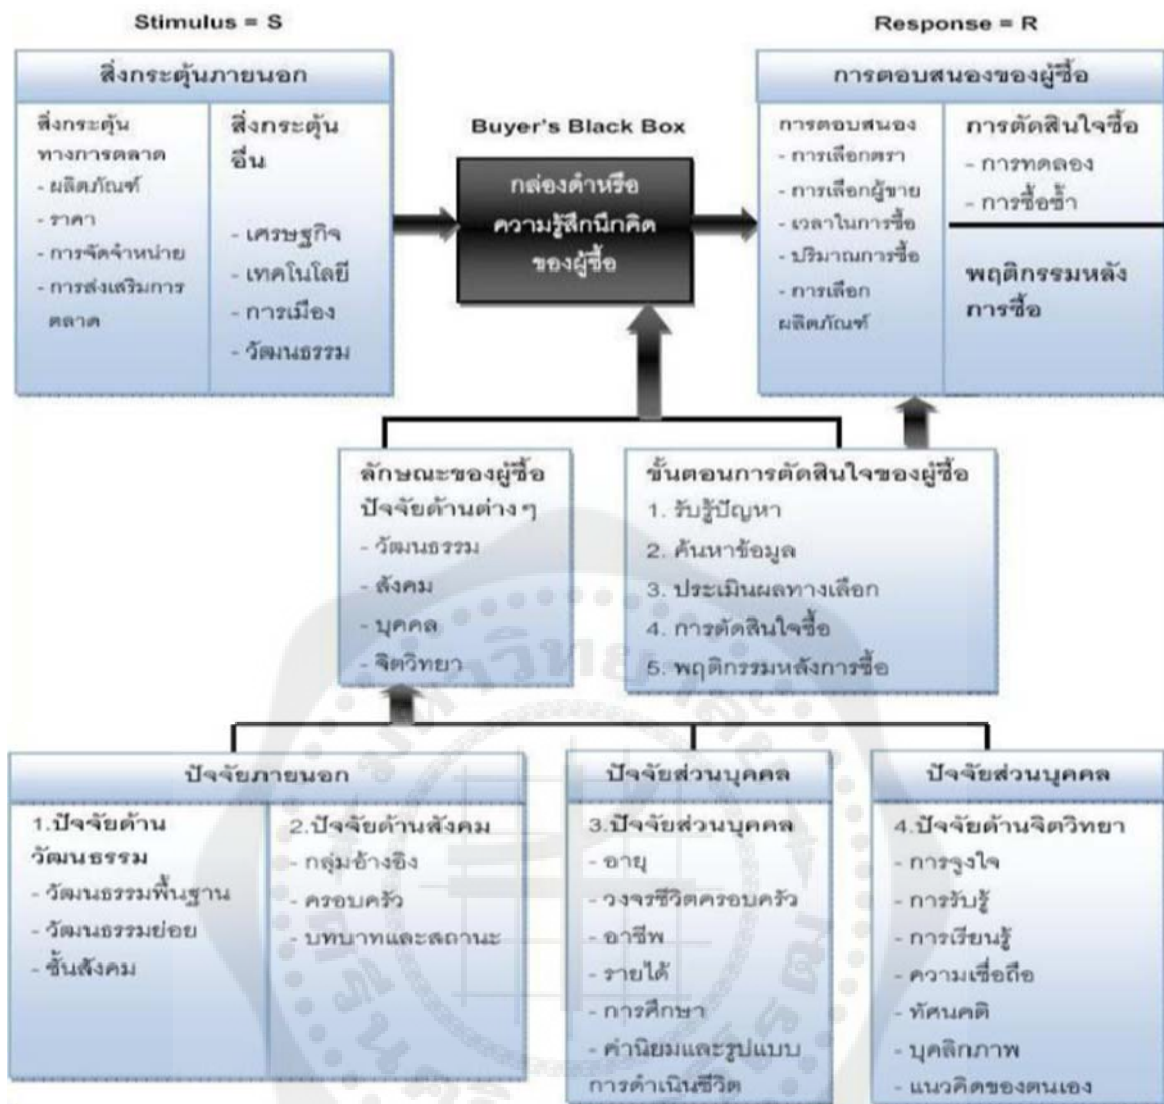 Stimulus = S
Response = R
สิ่งกระตุ้นภายนอก
สิ่งกระตุ้น
ทางการตลาด
- ผลิตภัณฑ์
- ราคา
- การจัดจำหน่าย
- การส่งเสริมการ
ตลาด
สิ่งกระตุ้น
อื่น
- เศรษฐกิจ
- เทคโนโลยี
- การเมือง
- วัฒนธรรม
Buyer's Black Box
กล่องดำหรือ
ความรู้สึกนึกคิด
ของผู้ซื้อ
การตอบสนองของผู้ซื้อ
การตอบสนอง
- การเลือกตรา
- การเลือกผู้ขาย
- เวลาในการซื้อ
- ปริมาณการซื้อ
- การเลือก
ผลิตภัณฑ์
การตัดสินใจซื้อ
- การทดลอง
- การซื้อซ้ำ
พฤติกรรมหลัง
การซื้อ
ลักษณะของผู้ซื้อ
ปัจจัยด้านต่างๆ
- วัฒนธรรม
- สังคม
- บุคคล
- จิตวิทยา
ขั้นตอนการตัดสินใจของผู้ซื้อ
1. รับรู้ปัญหา
2. ค้นหาข้อมูล
3. ประเมินผลทางเลือก
4. การตัดสินใจซื้อ
5. พฤติกรรมหลังการซื้อ
ปัจจัยภายนอก
1.ปัจจัยด้าน
วัฒนธรรม
- วัฒนธรรมพื้นฐาน
- วัฒนธรรมย่อย
- ชั้นสังคม
2.ปัจจัยด้านสังคม
- กลุ่มอ้างอิง
- ครอบครัว
- บทบาทและสถานะ
ปัจจัยส่วนบุคคล
3.ปัจจัยส่วนบุคคล
- อายุ
- วงจรชีวิตครอบครัว
- อาชีพ
- รายได้
- การศึกษา
- ค่านิยมและรูปแบบ
การดำเนินชีวิต
ปัจจัยส่วนบุคคล
4.ปัจจัยด้านจิตวิทยา
- การจูงใจ
- การรับรู้
- การเรียนรู้
- ความเชื่อถือ
- ทัศนคติ
- บุคลิกภาพ
- แนวคิดของตนเอง